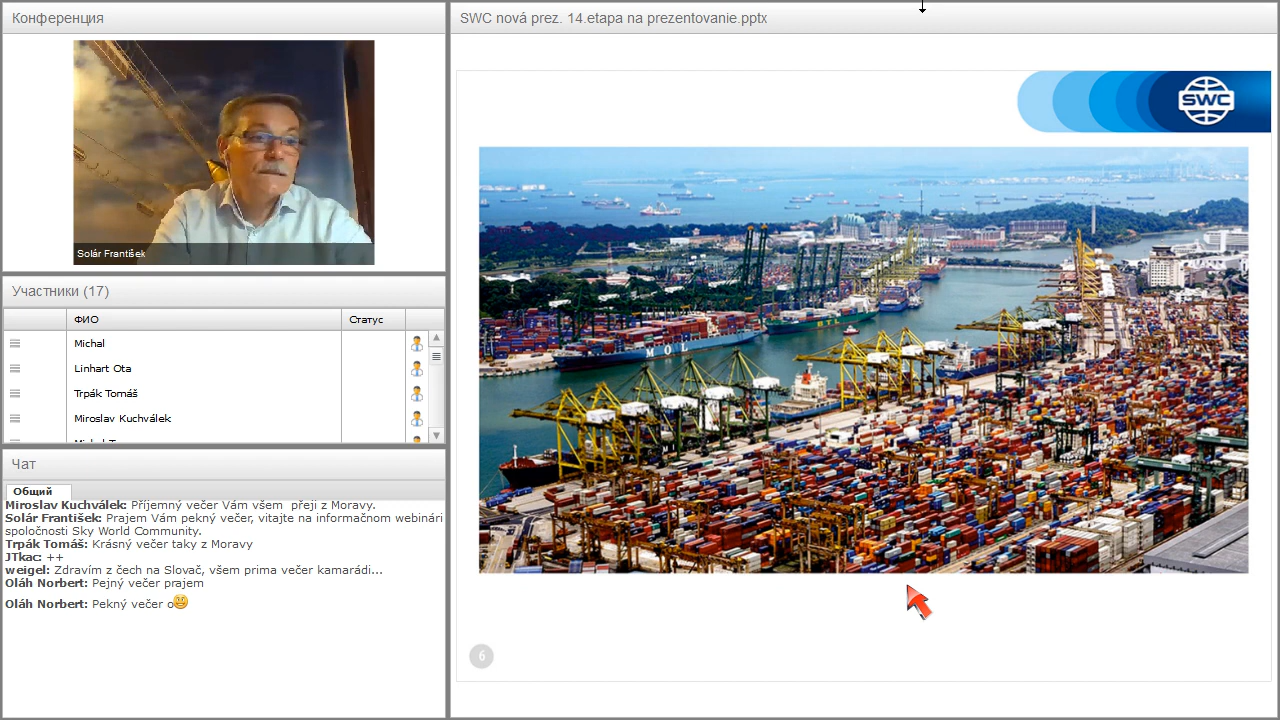 Конференция
Solár František
Участники (17)
ФИО
Статус
Michal
Linhart Ota
Trpák Tomáš
Miroslav Kuchválek
Чат
Общий
Miroslav Kuchválek: Příjemný večer Vám všem přeji z Moravy.
Solár František: Prajem Vám pekný večer, vitajte na informačnom webinári
spoločnosti Sky World Community.
Trpák Tomáš: Krásný večer taky z Moravy
JTkac: ++
weigel: Zdravím z čech na Slovač, všem prima večer kamarádi...
Oláh Norbert: Pejný večer prajem
Oláh Norbert: Pekný večer o
SWC nová prez. 14.etapa na prezentovanie.pptx
SWC
MOL
6